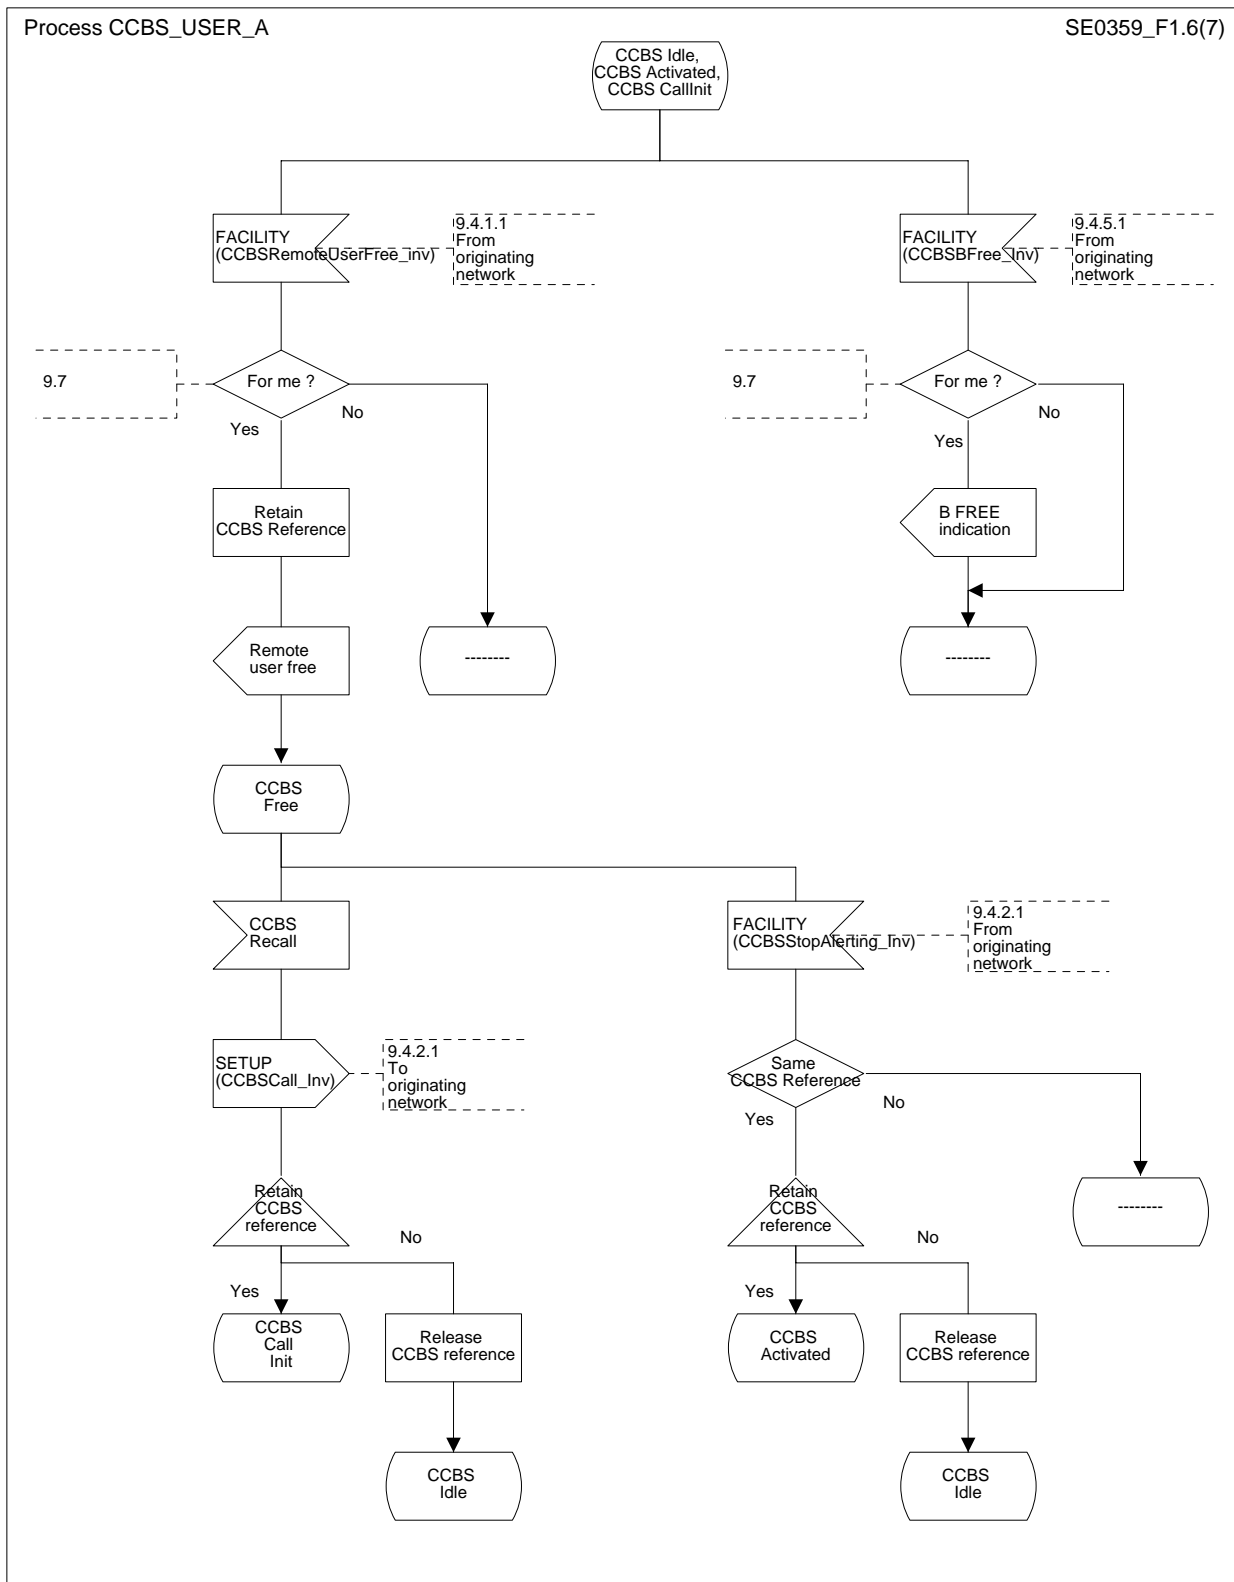 Process CCBS_USER_A
SE0359_F1.6(7)
CCBS Idle,
CCBS Activated,
CCBS CallInit
FACILITY
(CCBSRemoteUserFree_inv)
9.4.1.1
From
originating
network
FACILITY
(CCBSBFree_Inv)
9.4.5.1
From
originating
network
9.7
For me ?
No
Yes
9.7
For me ?
No
Yes
Retain
CCBS Reference
B FREE
indication
Remote
user free
--------
--------
CCBS
Free
CCBS
Recall
FACILITY
(CCBSStopAlerting_Inv)
9.4.2.1
From
originating
network
SETUP
(CCBSCall_Inv)
9.4.2.1
To
originating
network
Same
CCBS Reference
No
Yes
Retain
CCBS
reference
No
Yes
Retain
CCBS
reference
No
Yes
--------
CCBS
Call
Init
Release
CCBS reference
CCBS
Activated
Release
CCBS reference
CCBS
Idle
CCBS
Idle